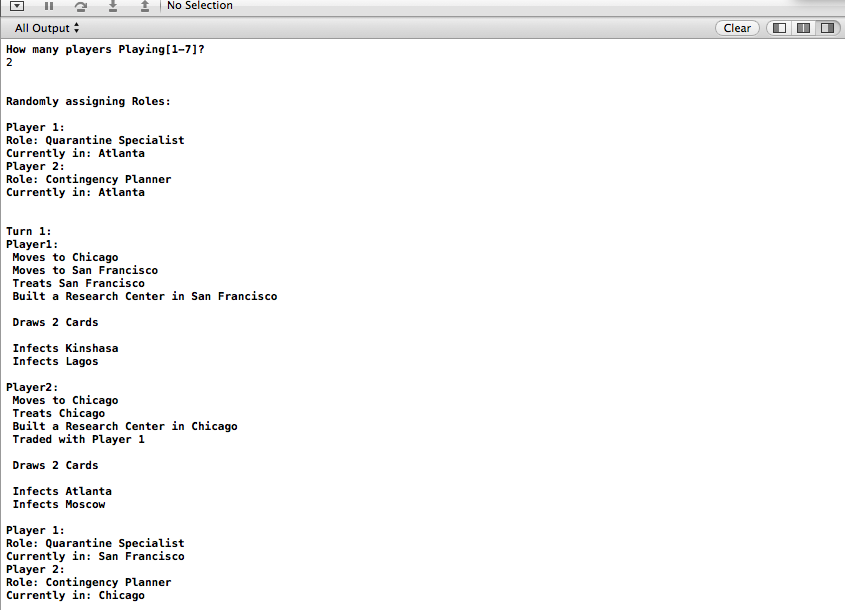 No Selection
All Output
Clear
How many players Playing[1-7]?
2
Randomly assigning Roles:
Player 1:
Role: Quarantine Specialist
Currently in: Atlanta
Player 2:
Role: Contingency Planner
Currently in: Atlanta
Turn 1:
Player1:
Moves to Chicago
Moves to San Francisco
Treats San Francisco
Built a Research Center in San Francisco
Draws 2 Cards
Infects Kinshasa
Infects Lagos
Player2:
Moves to Chicago
Treats Chicago
Built a Research Center in Chicago
Traded with Player 1
Draws 2 Cards
Infects Atlanta
Infects Moscow
Player 1:
Role: Quarantine Specialist
Currently in: San Francisco
Player 2:
Role: Contingency Planner
Currently in: Chicago